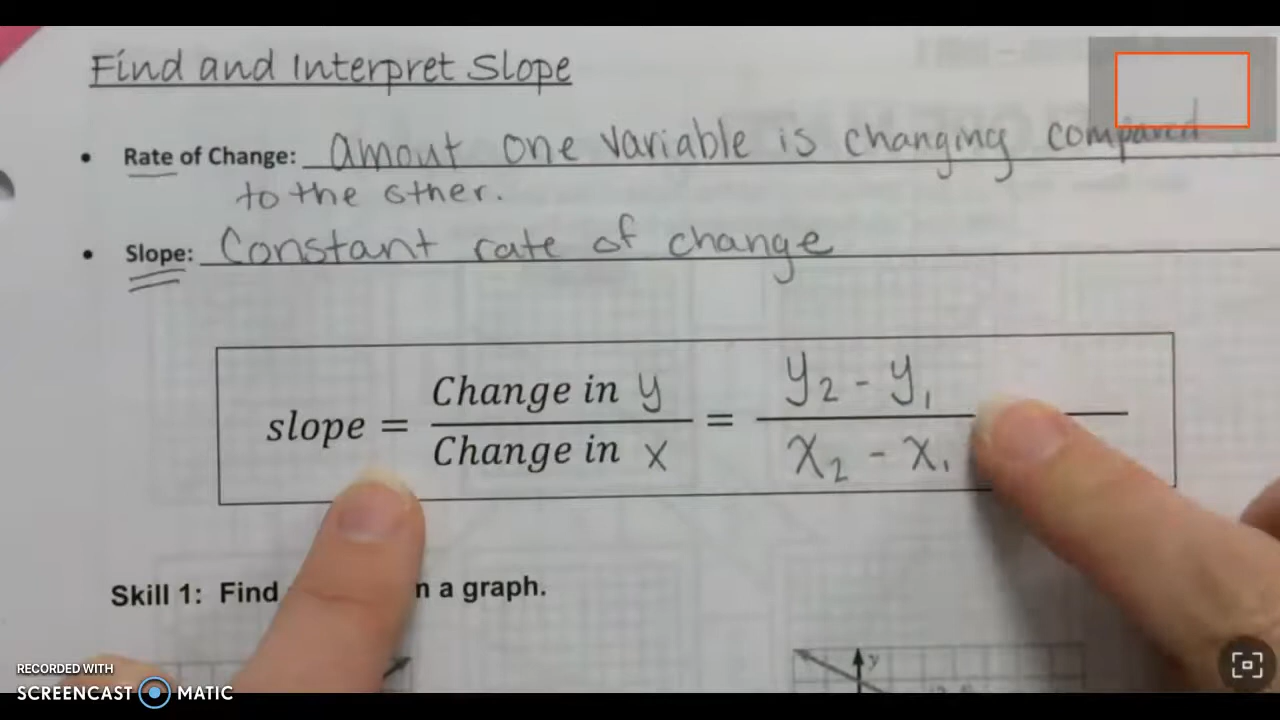 Find and Interpret Slope
• Rate of Change: amout one variable is changing compared
to the other.
• Slope: Constant rate of change
slope = Change in y / Change in x = y₂ - y₁ / x₂ - x₁
Skill 1: Find n a graph.
y
RECORDED WITH
SCREENCAST MATIC